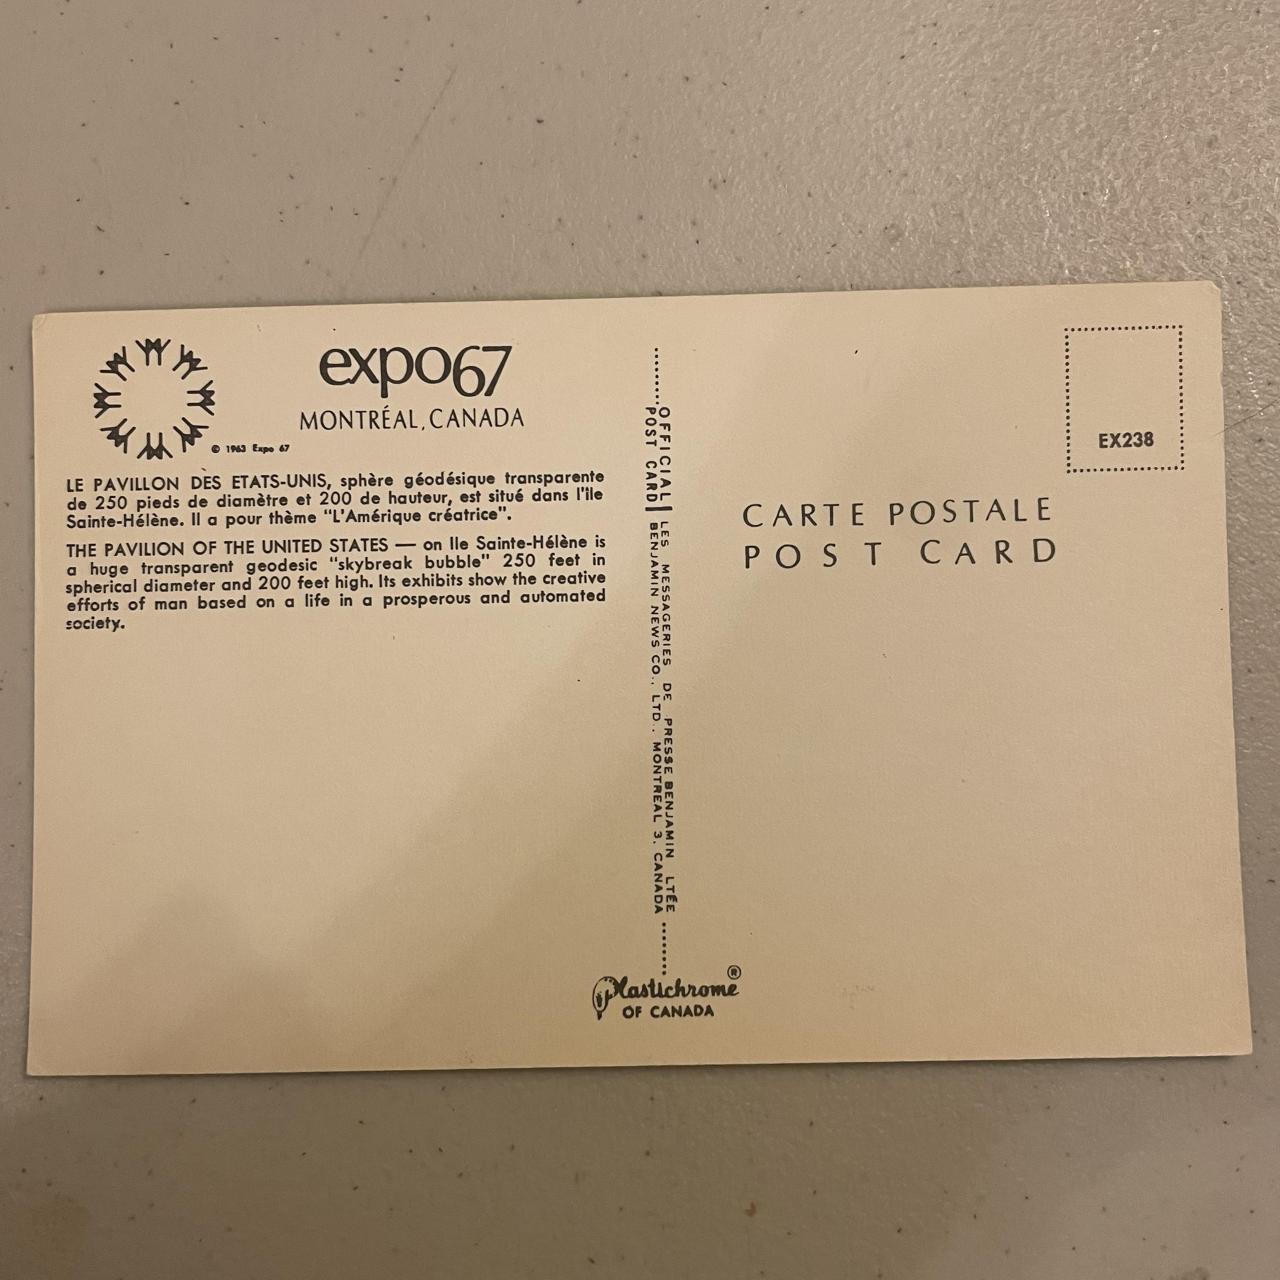 expo67
MONTRÉAL, CANADA
© 1963 Expo 67
LE PAVILLON DES ETATS-UNIS, sphère géodésique transparente
de 250 pieds de diamètre et 200 de hauteur, est situé dans l'île
Sainte-Hélène. Il a pour thème "L'Amérique créatrice".
THE PAVILION OF THE UNITED STATES — on Ile Sainte-Hélène is
a huge transparent geodesic "skybreak bubble" 250 feet in
spherical diameter and 200 feet high. Its exhibits show the creative
efforts of man based on a life in a prosperous and automated
society.
OFFICIAL
POST CARD
LES MESSAGERIES DE PRESSE BENJAMIN LTÉE
BENJAMIN NEWS CO., LTD., MONTREAL 3, CANADA
Plastichrome ®
OF CANADA
EX238
CARTE POSTALE
POST CARD